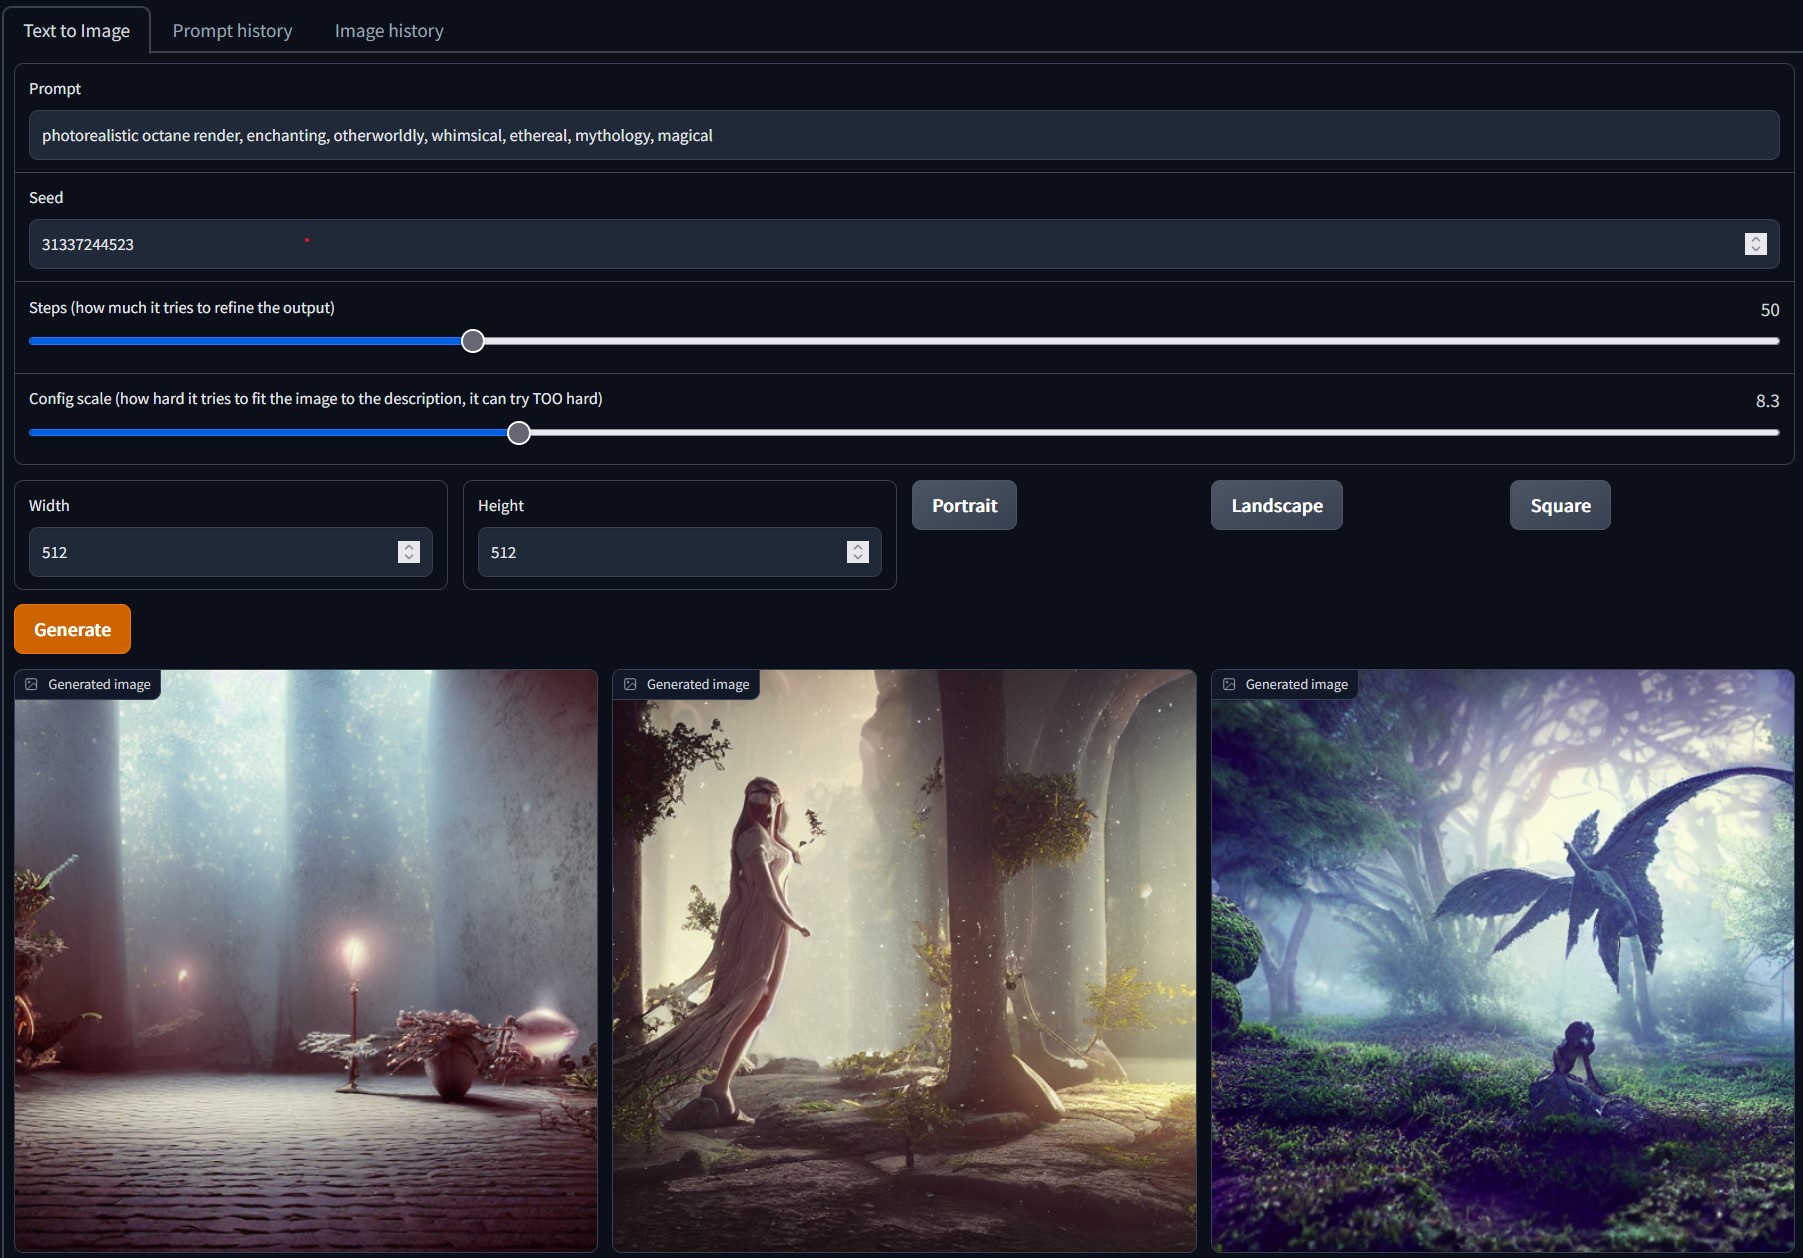 Text to Image
Prompt history
Image history
Prompt
photorealistic octane render, enchanting, otherworldly, whimsical, ethereal, mythology, magical
Seed
31337244523
Steps (how much it tries to refine the output)
50
Config scale (how hard it tries to fit the image to the description, it can try TOO hard)
8.3
Width
512
Height
512
Portrait
Landscape
Square
Generate
Generated image
Generated image
Generated image